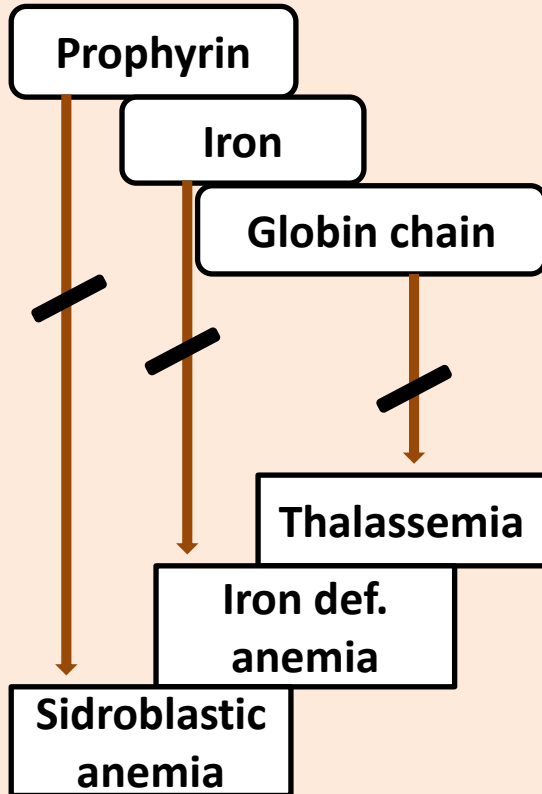 Prophyrin
Iron
Globin chain
Thalassemia
Iron def.
anemia
Sidroblastic
anemia